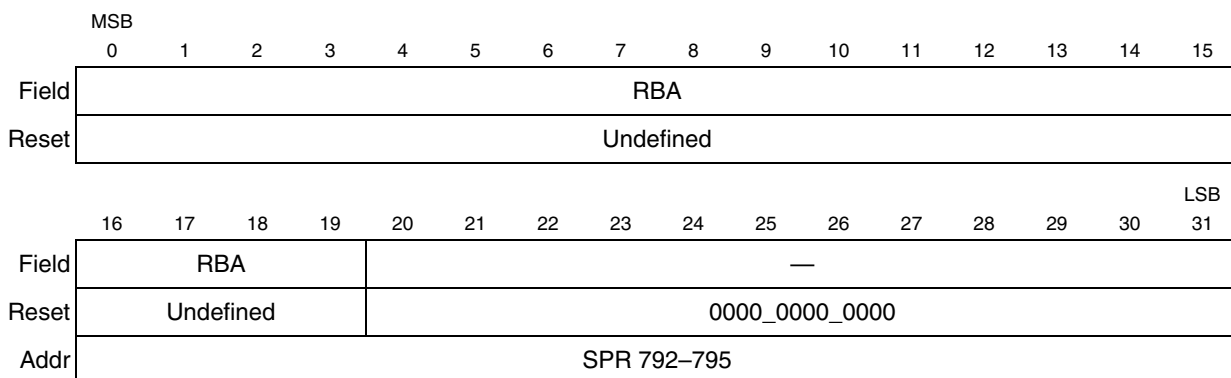 MSB
0 1 2 3 4 5 6 7 8 9 10 11 12 13 14 15
Field RBA
Reset Undefined
LSB
16 17 18 19 20 21 22 23 24 25 26 27 28 29 30 31
Field RBA —
Reset Undefined 0000_0000_0000
Addr SPR 792–795